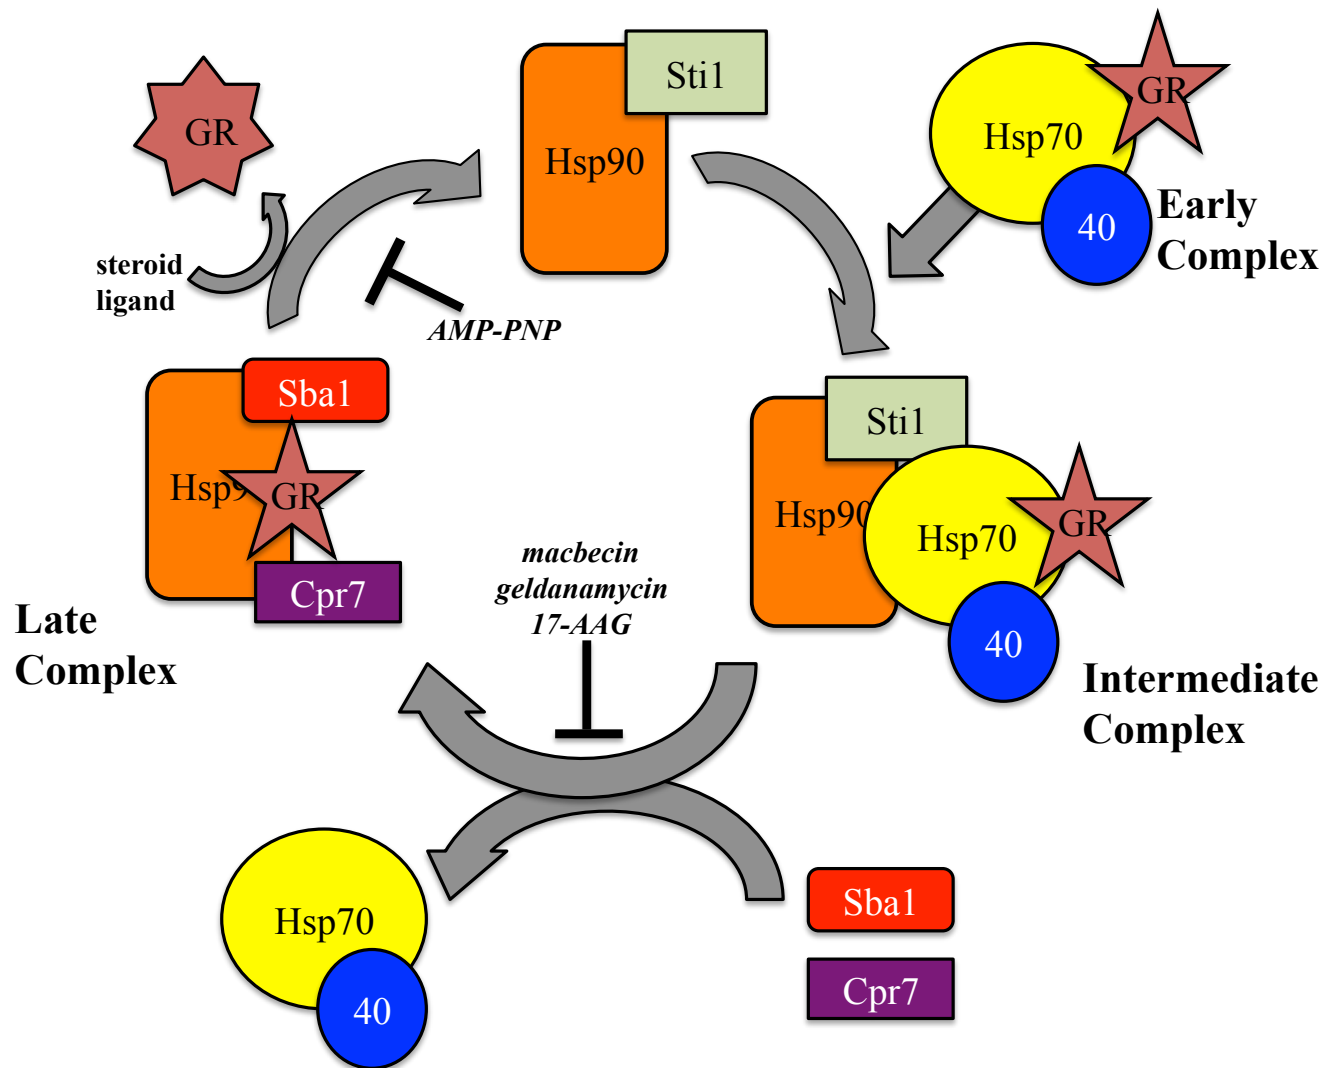 Sti1
Hsp90
GR
Hsp70
GR
40
Early
Complex
steroid
ligand
AMP-PNP
Sba1
Hsp9
GR
Cpr7
Late
Complex
Sti1
Hsp90
Hsp70
GR
40
Intermediate
Complex
macbecin
geldanamycin
17-AAG
Hsp70
40
Sba1
Cpr7